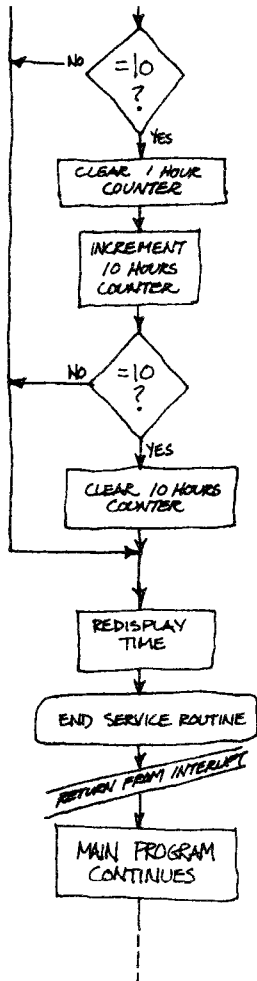 =10
?
NO
YES
CLEAR 1 HOUR
COUNTER
INCREMENT
10 HOURS
COUNTER
=10
?
NO
YES
CLEAR 10 HOURS
COUNTER
REDISPLAY
TIME
END SERVICE ROUTINE
RETURN FROM INTERUPT
MAIN PROGRAM
CONTINUES